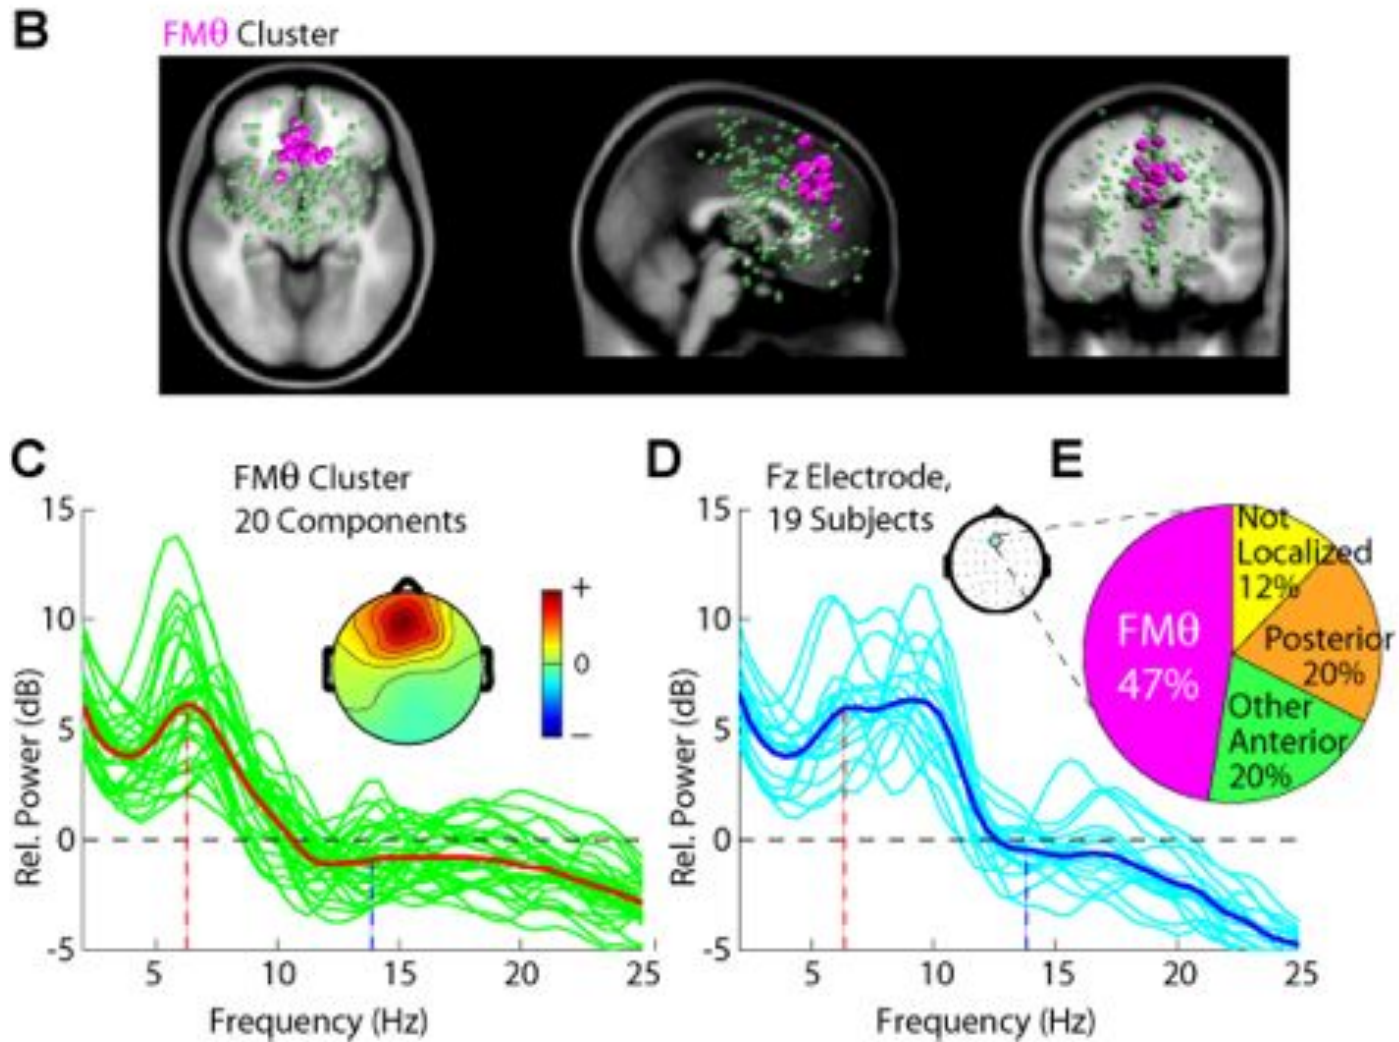 B
FMθ Cluster
C
FMθ Cluster
20 Components
15
10
5
0
-5
Rel. Power (dB)
5
10
15
20
25
Frequency (Hz)
+
0
−
D
Fz Electrode,
19 Subjects
15
10
5
0
-5
Rel. Power (dB)
5
10
15
20
25
Frequency (Hz)
E
Not
Localized
12%
FMθ
47%
Posterior
20%
Other
Anterior
20%